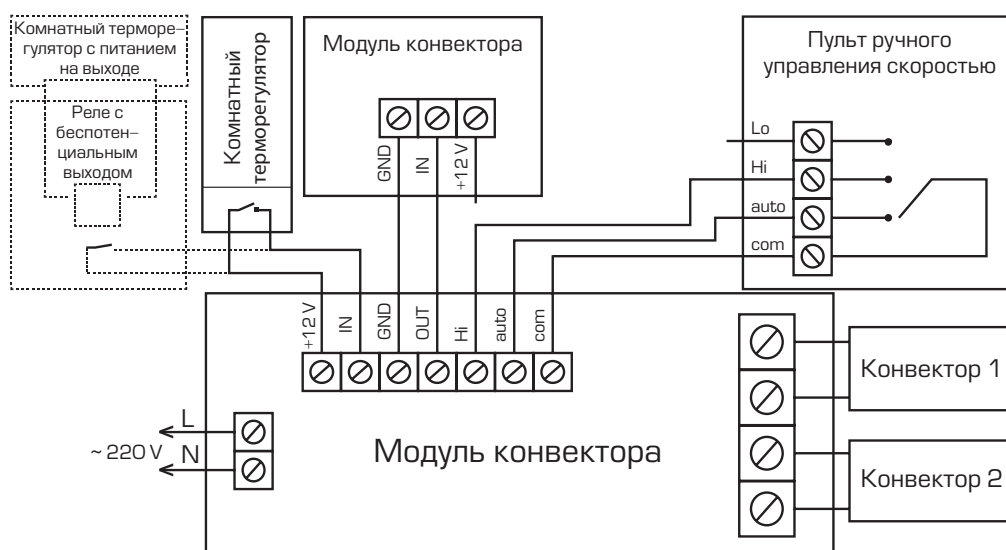 Комнатный терморе–
гулятор с питанием
на выходе
Реле с
беспотен–
циальным
выходом
Комнатный
терморегулятор
Модуль конвектора
GND
IN
+12 V
Пульт ручного
управления скоростью
Lo
Hi
auto
com
+12 V
IN
GND
OUT
Hi
auto
com
L
~ 220 V
N
Модуль конвектора
Конвектор 1
Конвектор 2